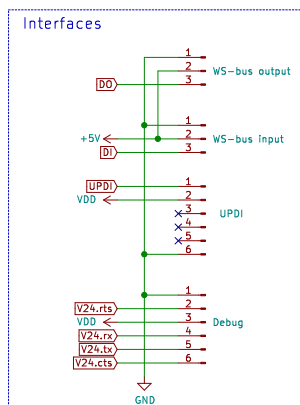 Interfaces
1
2 WS-bus output
DO 3
1
+5V 2 WS-bus input
DI 3
UPDI 1
VDD 2
3 UPDI
4
5
6
1
V24.rts 2
VDD 3 Debug
V24.rx 4
V24.tx 5
V24.cts 6
GND